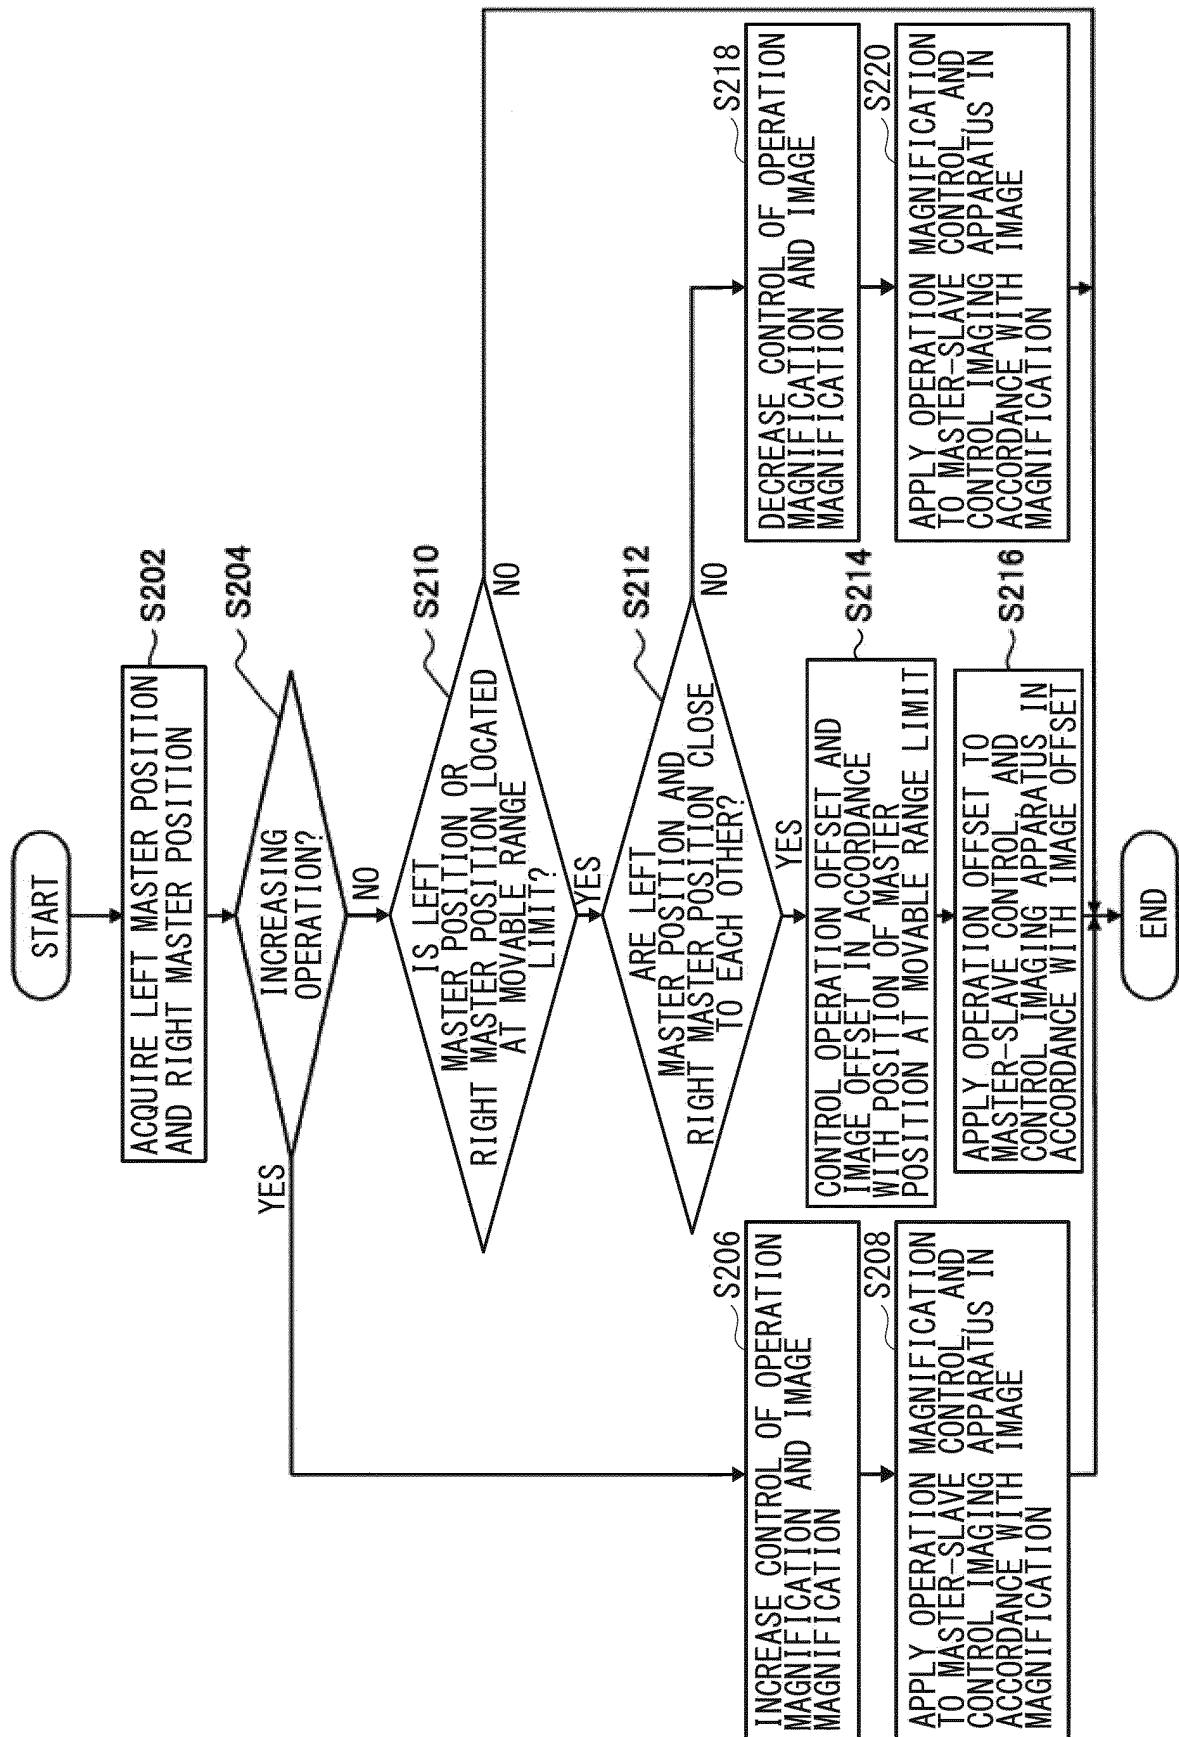 START
S202
ACQUIRE LEFT MASTER POSITION
AND RIGHT MASTER POSITION
S204
INCREASING
OPERATION?
YES
NO
S210
IS LEFT
MASTER POSITION OR
RIGHT MASTER POSITION LOCATED
AT MOVABLE RANGE
LIMIT?
NO
YES
S212
ARE LEFT
MASTER POSITION AND
RIGHT MASTER POSITION CLOSE
TO EACH OTHER?
NO
YES
S206
INCREASE CONTROL OF OPERATION
MAGNIFICATION AND IMAGE
MAGNIFICATION
S208
APPLY OPERATION MAGNIFICATION
TO MASTER-SLAVE CONTROL, AND
CONTROL IMAGING APPARATUS IN
ACCORDANCE WITH IMAGE
MAGNIFICATION
S214
CONTROL OPERATION OFFSET AND
IMAGE OFFSET IN ACCORDANCE
WITH POSITION OF MASTER
POSITION AT MOVABLE RANGE LIMIT
S216
APPLY OPERATION OFFSET TO
MASTER-SLAVE CONTROL, AND
CONTROL IMAGING APPARATUS IN
ACCORDANCE WITH IMAGE OFFSET
S218
DECREASE CONTROL OF OPERATION
MAGNIFICATION AND IMAGE
MAGNIFICATION
S220
APPLY OPERATION MAGNIFICATION
TO MASTER-SLAVE CONTROL, AND
CONTROL IMAGING APPARATUS IN
ACCORDANCE WITH IMAGE
MAGNIFICATION
END